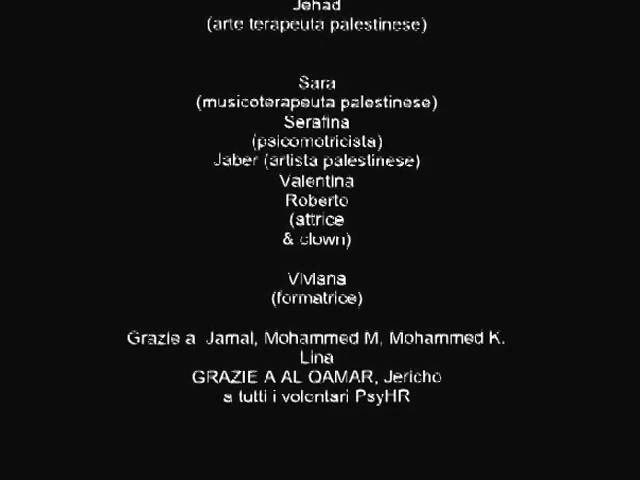 Jehad
(arte terapeuta palestinese)
Sara
(musicoterapeuta palestinese)
Serafina
(psicomotricista)
Jaber (artista palestinese)
Valentina
Roberto
(attrice
& clown)
Viviana
(formatrice)
Grazie a Jamal, Mohammed M, Mohammed K.
Lina
GRAZIE A AL QAMAR, Jericho
a tutti i volontari PsyHR